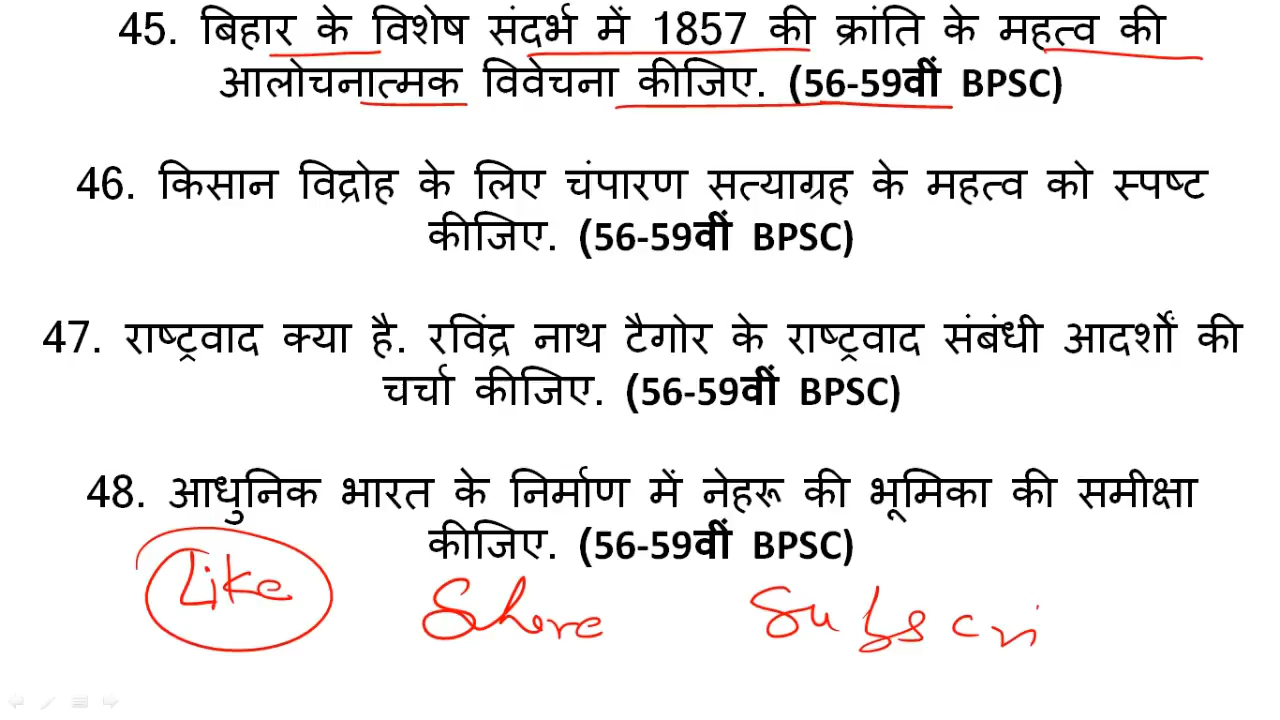 45. बिहार के विशेष संदर्भ में 1857 की क्रांति के महत्व की
आलोचनात्मक विवेचना कीजिए. (56-59वीं BPSC)
46. किसान विद्रोह के लिए चंपारण सत्याग्रह के महत्व को स्पष्ट
कीजिए. (56-59वीं BPSC)
47. राष्ट्रवाद क्या है. रविंद्र नाथ टैगोर के राष्ट्रवाद संबंधी आदर्शों की
चर्चा कीजिए. (56-59वीं BPSC)
48. आधुनिक भारत के निर्माण में नेहरू की भूमिका की समीक्षा
कीजिए. (56-59वीं BPSC)
Like Share Subscri